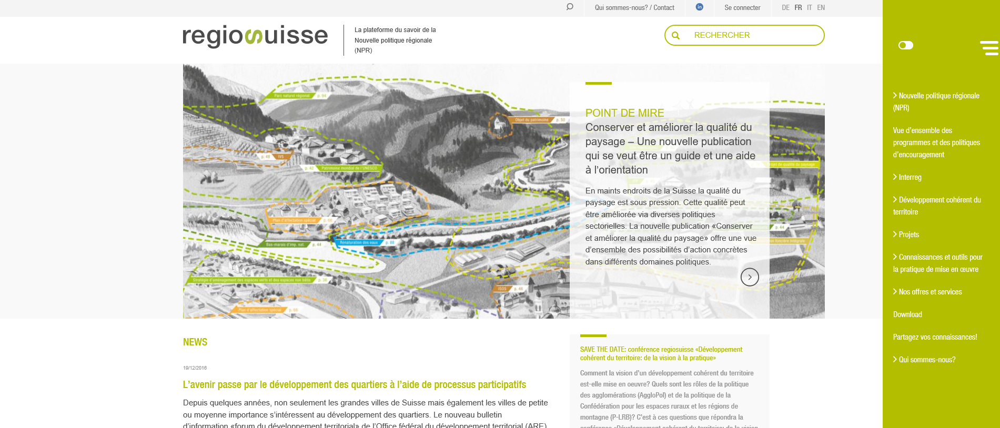 Qui sommes-nous? / Contact
in
Se connecter
DE FR IT EN
regiosuisse
La plateforme du savoir de la
Nouvelle politique régionale
(NPR)
RECHERCHER
Parc naturel régional p. 94
Objet du patrimoine p. 50
p. 48 IVS
p. 42 Patrimoine mondial de l'UNESCO
Plan d'affectation spécial p. 66
Bas-marais d'imp. nat. p. 44
Renaturation des eaux p. 88
Stratégie d'aménagement des espaces verts et des espaces non bâtis p. 36
Plan d'affectation spécial p. 66
ISOS p. 46
Projet de qualité du paysage
p. 44
POINT DE MIRE
Conserver et améliorer la qualité du
paysage – Une nouvelle publication
qui se veut être un guide et une aide
à l’orientation
En maints endroits de la Suisse la qualité du
paysage est sous pression. Cette qualité peut
être améliorée via diverses politiques
sectorielles. La nouvelle publication «Conserver
et améliorer la qualité du paysage» offre une vue
d’ensemble des possibilités d’action concrètes
dans différents domaines politiques.
NEWS
19/12/2016
L’avenir passe par le développement des quartiers à l’aide de processus participatifs
Depuis quelques années, non seulement les grandes villes de Suisse mais également les villes de petite
ou moyenne importance s’intéressent au développement des quartiers. Le nouveau bulletin
d’information «forum du développement territorial» de l’Office fédéral du développement territorial (ARE)
SAVE THE DATE: conférence regiosuisse «Développement
cohérent du territoire: de la vision à la pratique»
Comment la vision d’un développement cohérent du territoire
est-elle mise en oeuvre? Quels sont les rôles de la politique
des agglomérations (AggloPol) et de la politique de la
Confédération pour les espaces ruraux et les régions de
montagne (P-LRB)? C’est à ces questions que répondra la
conférence «Développement cohérent du territoire: de la vision
Nouvelle politique régionale
(NPR)
Vue d’ensemble des
programmes et des politiques
d’encouragement
Interreg
Développement cohérent du
territoire
Projets
Connaissances et outils pour
la pratique de mise en œuvre
Nos offres et services
Download
Partagez vos connaissances!
Qui sommes-nous?